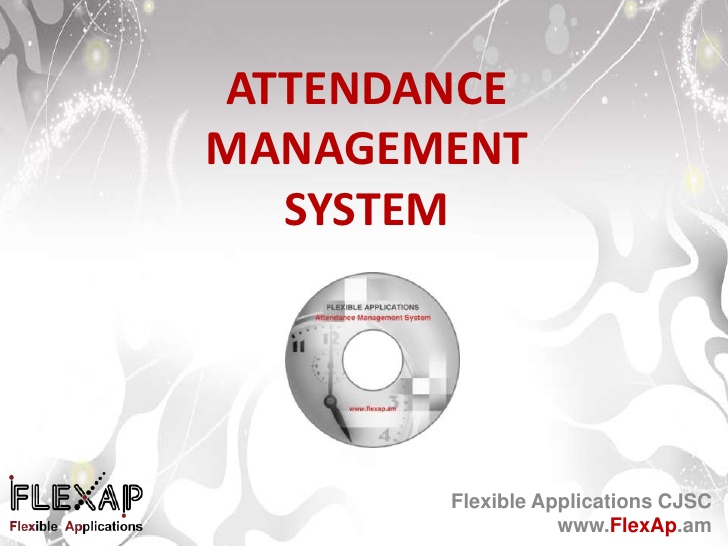 ATTENDANCE
MANAGEMENT
SYSTEM
FLEXIBLE APPLICATIONS
Attendance Management System
12
11
3
4
5
www.flexap.am
FLEXAP
Flexible Applications
Flexible Applications CJSC
www.FlexAp.am